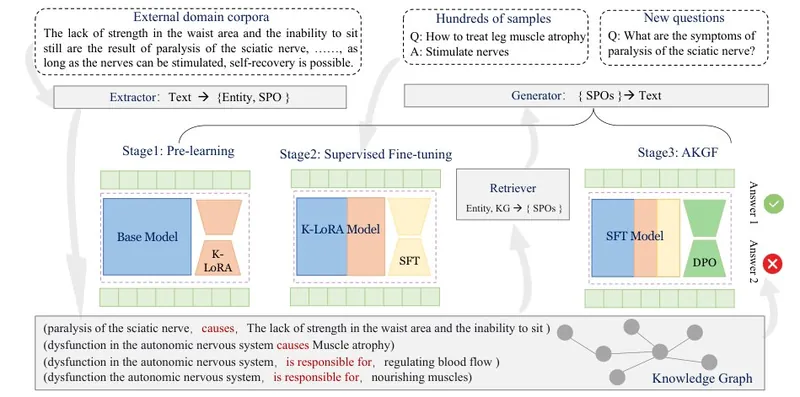 External domain corpora
The lack of strength in the waist area and the inability to sit
still are the result of paralysis of the sciatic nerve, ……, as
long as the nerves can be stimulated, self-recovery is possible.
Hundreds of samples
Q: How to treat leg muscle atrophy
A: Stimulate nerves
New questions
Q: What are the symptoms of
paralysis of the sciatic nerve?
Extractor: Text → {Entity, SPO }
Generator: { SPOs }→ Text
Stage1: Pre-learning
Stage2: Supervised Fine-tuning
Stage3: AKGF
Base Model
K-
LoRA
K-LoRA Model
SFT
Retriever
Entity, KG → { SPOs }
SFT Model
DPO
Answer 1
Answer 2
(paralysis of the sciatic nerve, causes, The lack of strength in the waist area and the inability to sit )
(dysfunction in the autonomic nervous system causes Muscle atrophy)
(dysfunction in the autonomic nervous system, is responsible for, regulating blood flow )
(dysfunction in the autonomic nervous system, is responsible for, nourishing muscles)
Knowledge Graph